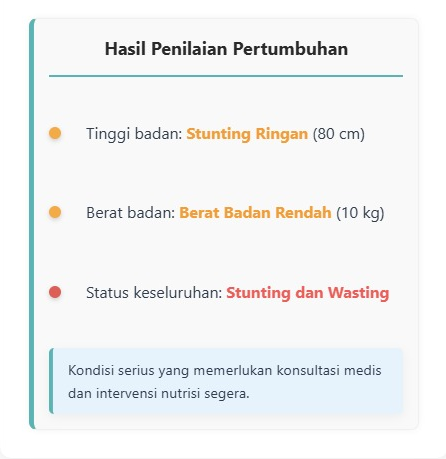 Hasil Penilaian Pertumbuhan
Tinggi badan: Stunting Ringan (80 cm)
Berat badan: Berat Badan Rendah (10 kg)
Status keseluruhan: Stunting dan Wasting
Kondisi serius yang memerlukan konsultasi medis
dan intervensi nutrisi segera.